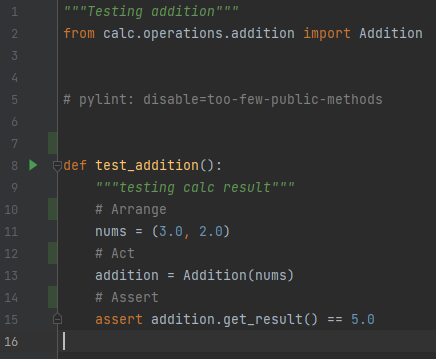 1 """Testing addition"""
2 from calc.operations.addition import Addition
3
4
5 # pylint: disable=too-few-public-methods
6
7
8 def test_addition():
9 """testing calc result"""
10 # Arrange
11 nums = (3.0, 2.0)
12 # Act
13 addition = Addition(nums)
14 # Assert
15 assert addition.get_result() == 5.0
16